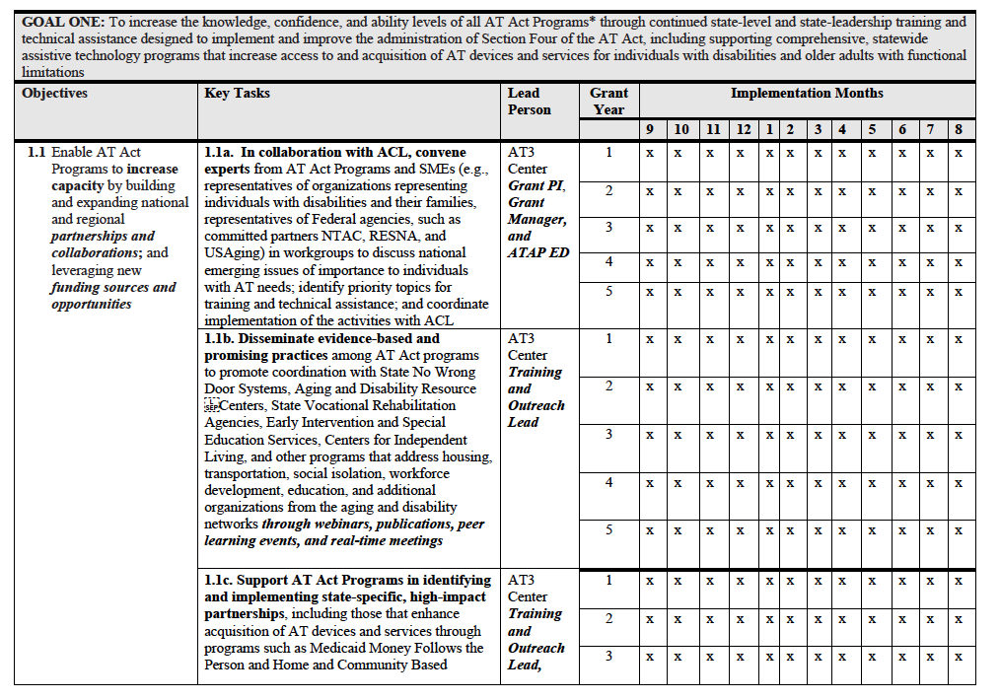 GOAL ONE: To increase the knowledge, confidence, and ability levels of all AT Act Programs* through continued state-level and state-leadership training and
technical assistance designed to implement and improve the administration of Section Four of the AT Act, including supporting comprehensive, statewide
assistive technology programs that increase access to and acquisition of AT devices and services for individuals with disabilities and older adults with functional
limitations
Objectives
Key Tasks
Lead
Person
Grant
Year
Implementation Months
9 10 11 12 1 2 3 4 5 6 7 8
1.1 Enable AT Act
Programs to increase
capacity by building
and expanding national
and regional
partnerships and
collaborations; and
leveraging new
funding sources and
opportunities
1.1a. In collaboration with ACL, convene
experts from AT Act Programs and SMEs (e.g.,
representatives of organizations representing
individuals with disabilities and their families,
representatives of Federal agencies, such as
committed partners NTAC, RESNA, and
USAging) in workgroups to discuss national
emerging issues of importance to individuals
with AT needs; identify priority topics for
training and technical assistance; and coordinate
implementation of the activities with ACL
AT3
Center
Grant PI,
Grant
Manager,
and
ATAP ED
1 x x x x x x x x x x x x
2 x x x x x x x x x x x x
3 x x x x x x x x x x x x
4 x x x x x x x x x x x x
5 x x x x x x x x x x x x
1.1b. Disseminate evidence-based and
promising practices among AT Act programs
to promote coordination with State No Wrong
Door Systems, Aging and Disability Resource
SEP Centers, State Vocational Rehabilitation
Agencies, Early Intervention and Special
Education Services, Centers for Independent
Living, and other programs that address housing,
transportation, social isolation, workforce
development, education, and additional
organizations from the aging and disability
networks through webinars, publications, peer
learning events, and real-time meetings
AT3
Center
Training
and
Outreach
Lead
1 x x x x x x x x x x x x
2 x x x x x x x x x x x x
3 x x x x x x x x x x x x
4 x x x x x x x x x x x x
5 x x x x x x x x x x x x
1.1c. Support AT Act Programs in identifying
and implementing state-specific, high-impact
partnerships, including those that enhance
acquisition of AT devices and services through
programs such as Medicaid Money Follows the
Person and Home and Community Based
AT3
Center
Training
and
Outreach
Lead,
1 x x x x x x x x x x x x
2 x x x x x x x x x x x x
3 x x x x x x x x x x x x